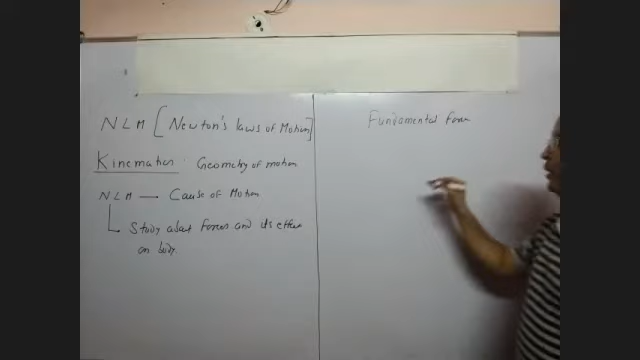 NLM [Newton's laws of Motion]
Kinematics : Geometry of motion
NLM — Cause of Motion
Study about Forces and its effect
on body.
Fundamental Forces